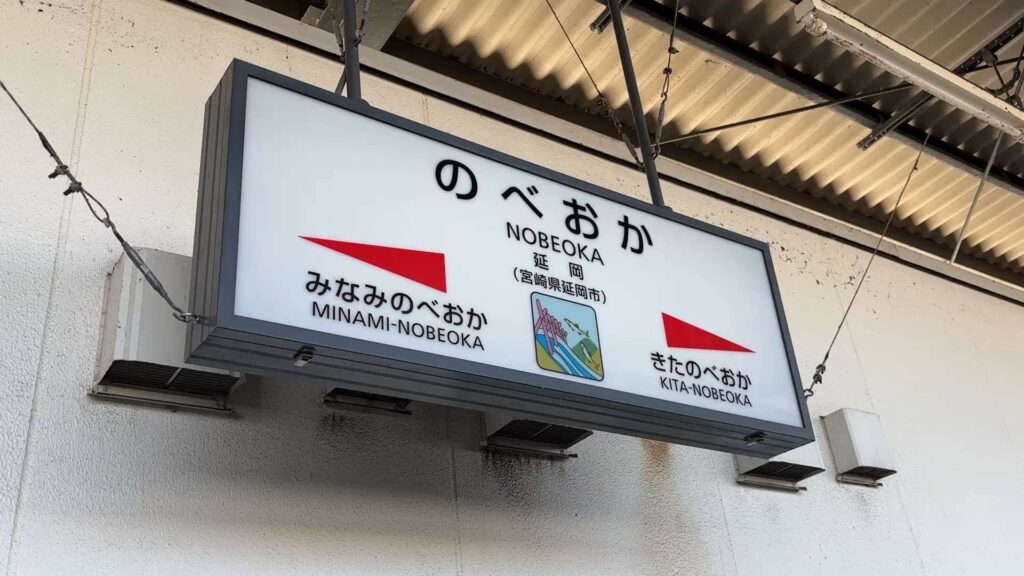 のべおか
NOBEOKA
延岡
(宮崎県延岡市)
みなみのべおか
MINAMI-NOBEOKA
きたのべおか
KITA-NOBEOKA